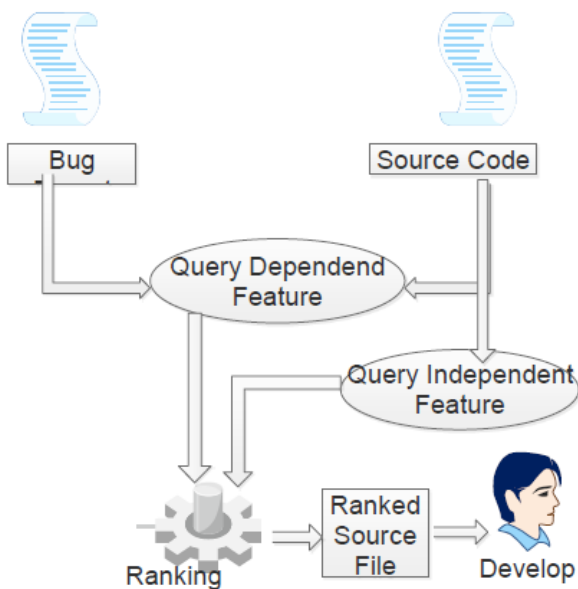 Bug
Source Code
Query Dependend
Feature
Query Independent
Feature
Ranking
Ranked
Source
File
Develop